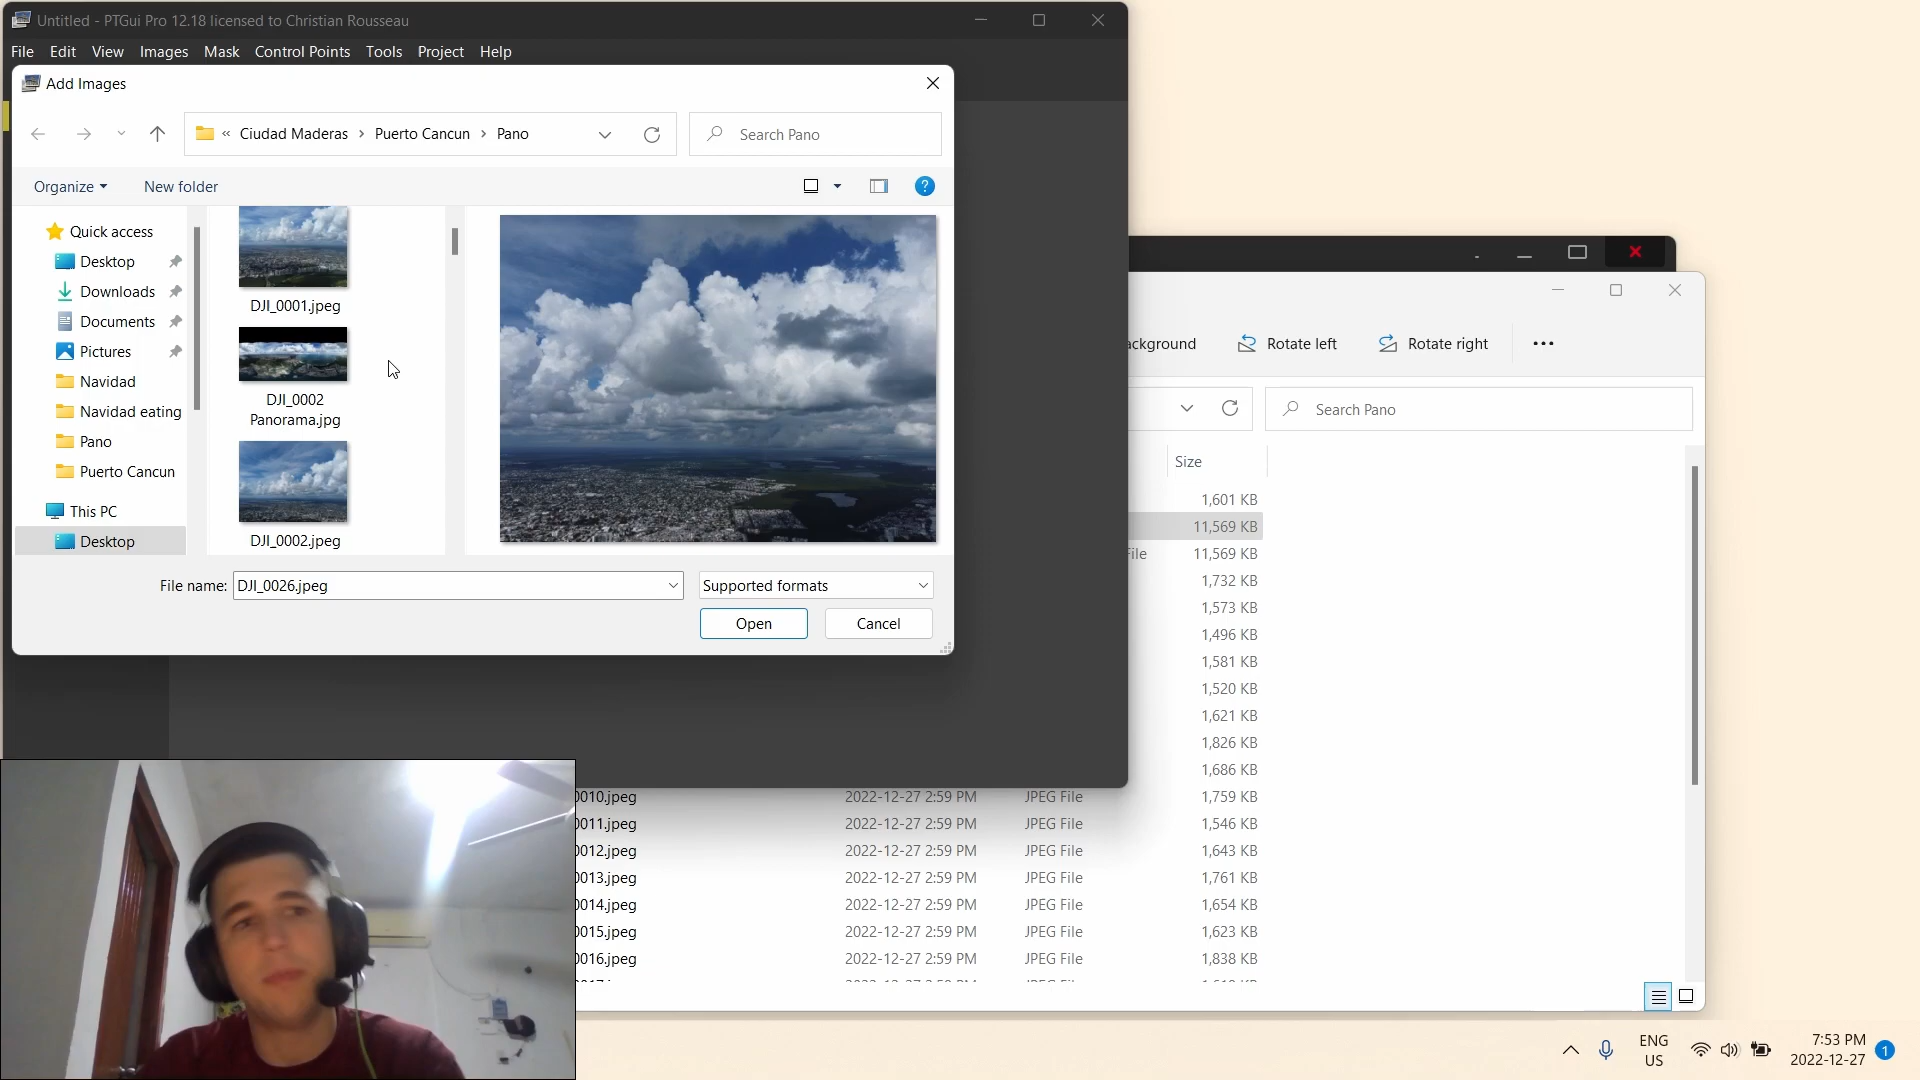 Untitled - PTGui Pro 12.18 licensed to Christian Rousseau
File Edit View Images Mask Control Points Tools Project Help
Add Images
« Ciudad Maderas › Puerto Cancun › Pano
Search Pano
Organize
New folder
?
Quick access
Desktop
Downloads
Documents
Pictures
Navidad
Navidad eating
Pano
Puerto Cancun
This PC
Desktop
DJI_0001.jpeg
DJI_0002
Panorama.jpg
DJI_0002.jpeg
File name: DJI_0026.jpeg
Supported formats
Open
Cancel
ackground
Rotate left
Rotate right
Search Pano
Size
1,601 KB
11,569 KB
File 11,569 KB
1,732 KB
1,573 KB
1,496 KB
1,581 KB
1,520 KB
1,621 KB
1,826 KB
1,686 KB
0010.jpeg 2022-12-27 2:59 PM JPEG File 1,759 KB
0011.jpeg 2022-12-27 2:59 PM JPEG File 1,546 KB
0012.jpeg 2022-12-27 2:59 PM JPEG File 1,643 KB
0013.jpeg 2022-12-27 2:59 PM JPEG File 1,761 KB
0014.jpeg 2022-12-27 2:59 PM JPEG File 1,654 KB
0015.jpeg 2022-12-27 2:59 PM JPEG File 1,623 KB
0016.jpeg 2022-12-27 2:59 PM JPEG File 1,838 KB
ENG
US
7:53 PM
2022-12-27
1